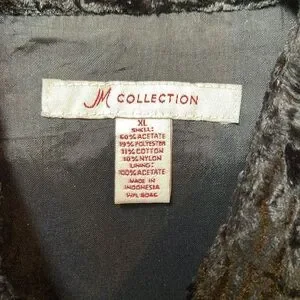 JM COLLECTION
XL
SHELL:
60% ACETATE
19% POLYESTER
11% COTTON
10% NYLON
LINING:
100% ACETATE
MADE IN
INDONESIA